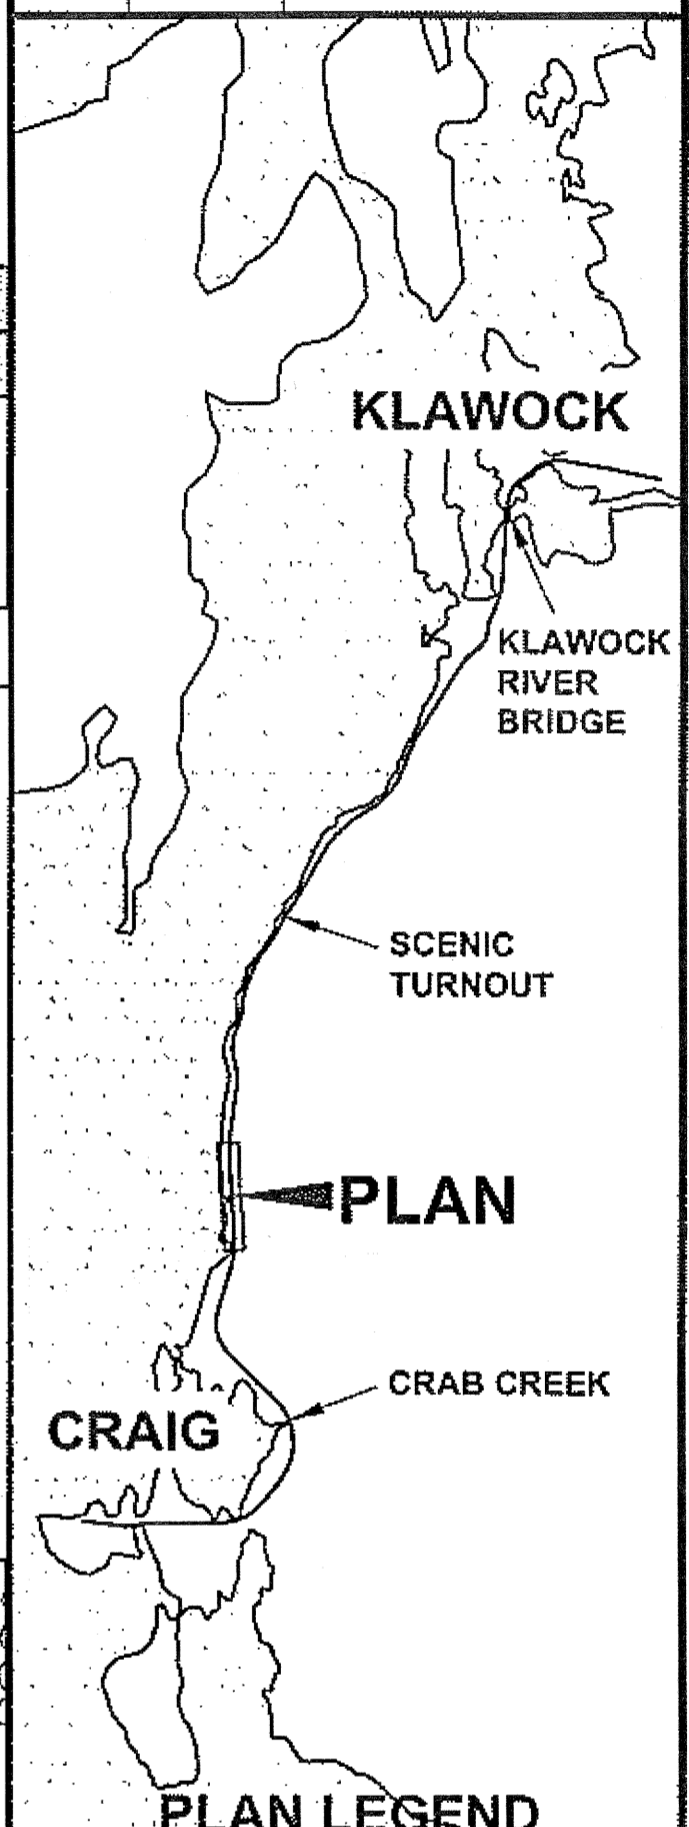 KLAWOCK
KLAWOCK
RIVER
BRIDGE
SCENIC
TURNOUT
PLAN
CRAB CREEK
CRAIG
PLAN LEGEND